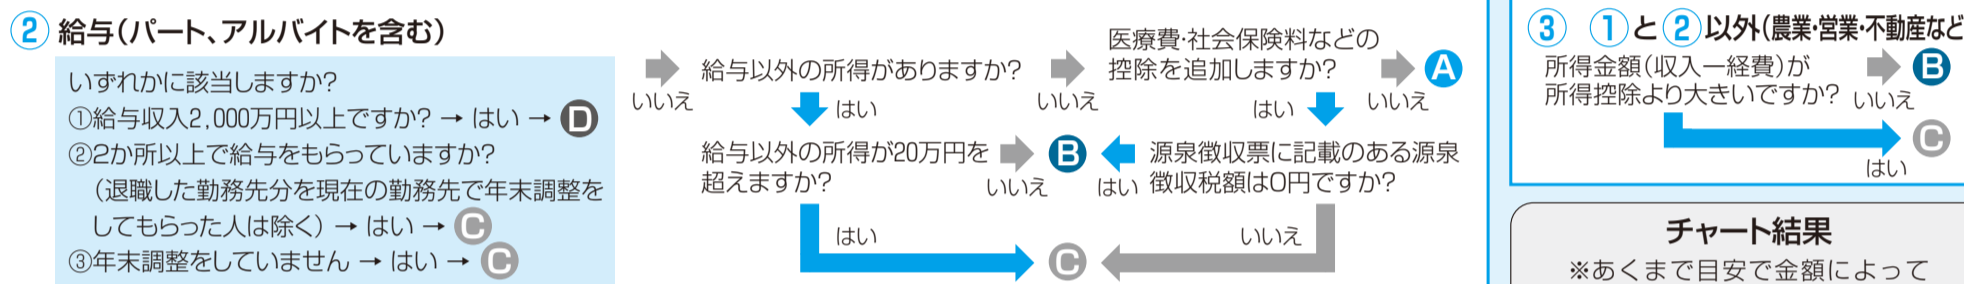 ② 給与(パート、アルバイトを含む)
いずれかに該当しますか?
①給与収入2,000万円以上ですか? → はい → D
②2か所以上で給与をもらっていますか?
(退職した勤務先分を現在の勤務先で年末調整を
してもらった人は除く) → はい → C
③年末調整をしていません → はい → C
いいえ
給与以外の所得がありますか?
はい
いいえ
医療費・社会保険料などの
控除を追加しますか?
いいえ
A
はい
給与以外の所得が20万円を
超えますか?
いいえ
B
はい
源泉徴収票に記載のある源泉
徴収税額は0円ですか?
はい
C
いいえ
③ ①と②以外(農業・営業・不動産など
所得金額(収入ー経費)が
所得控除より大きいですか?
いいえ
B
はい
C
チャート結果
※あくまで目安で金額によって